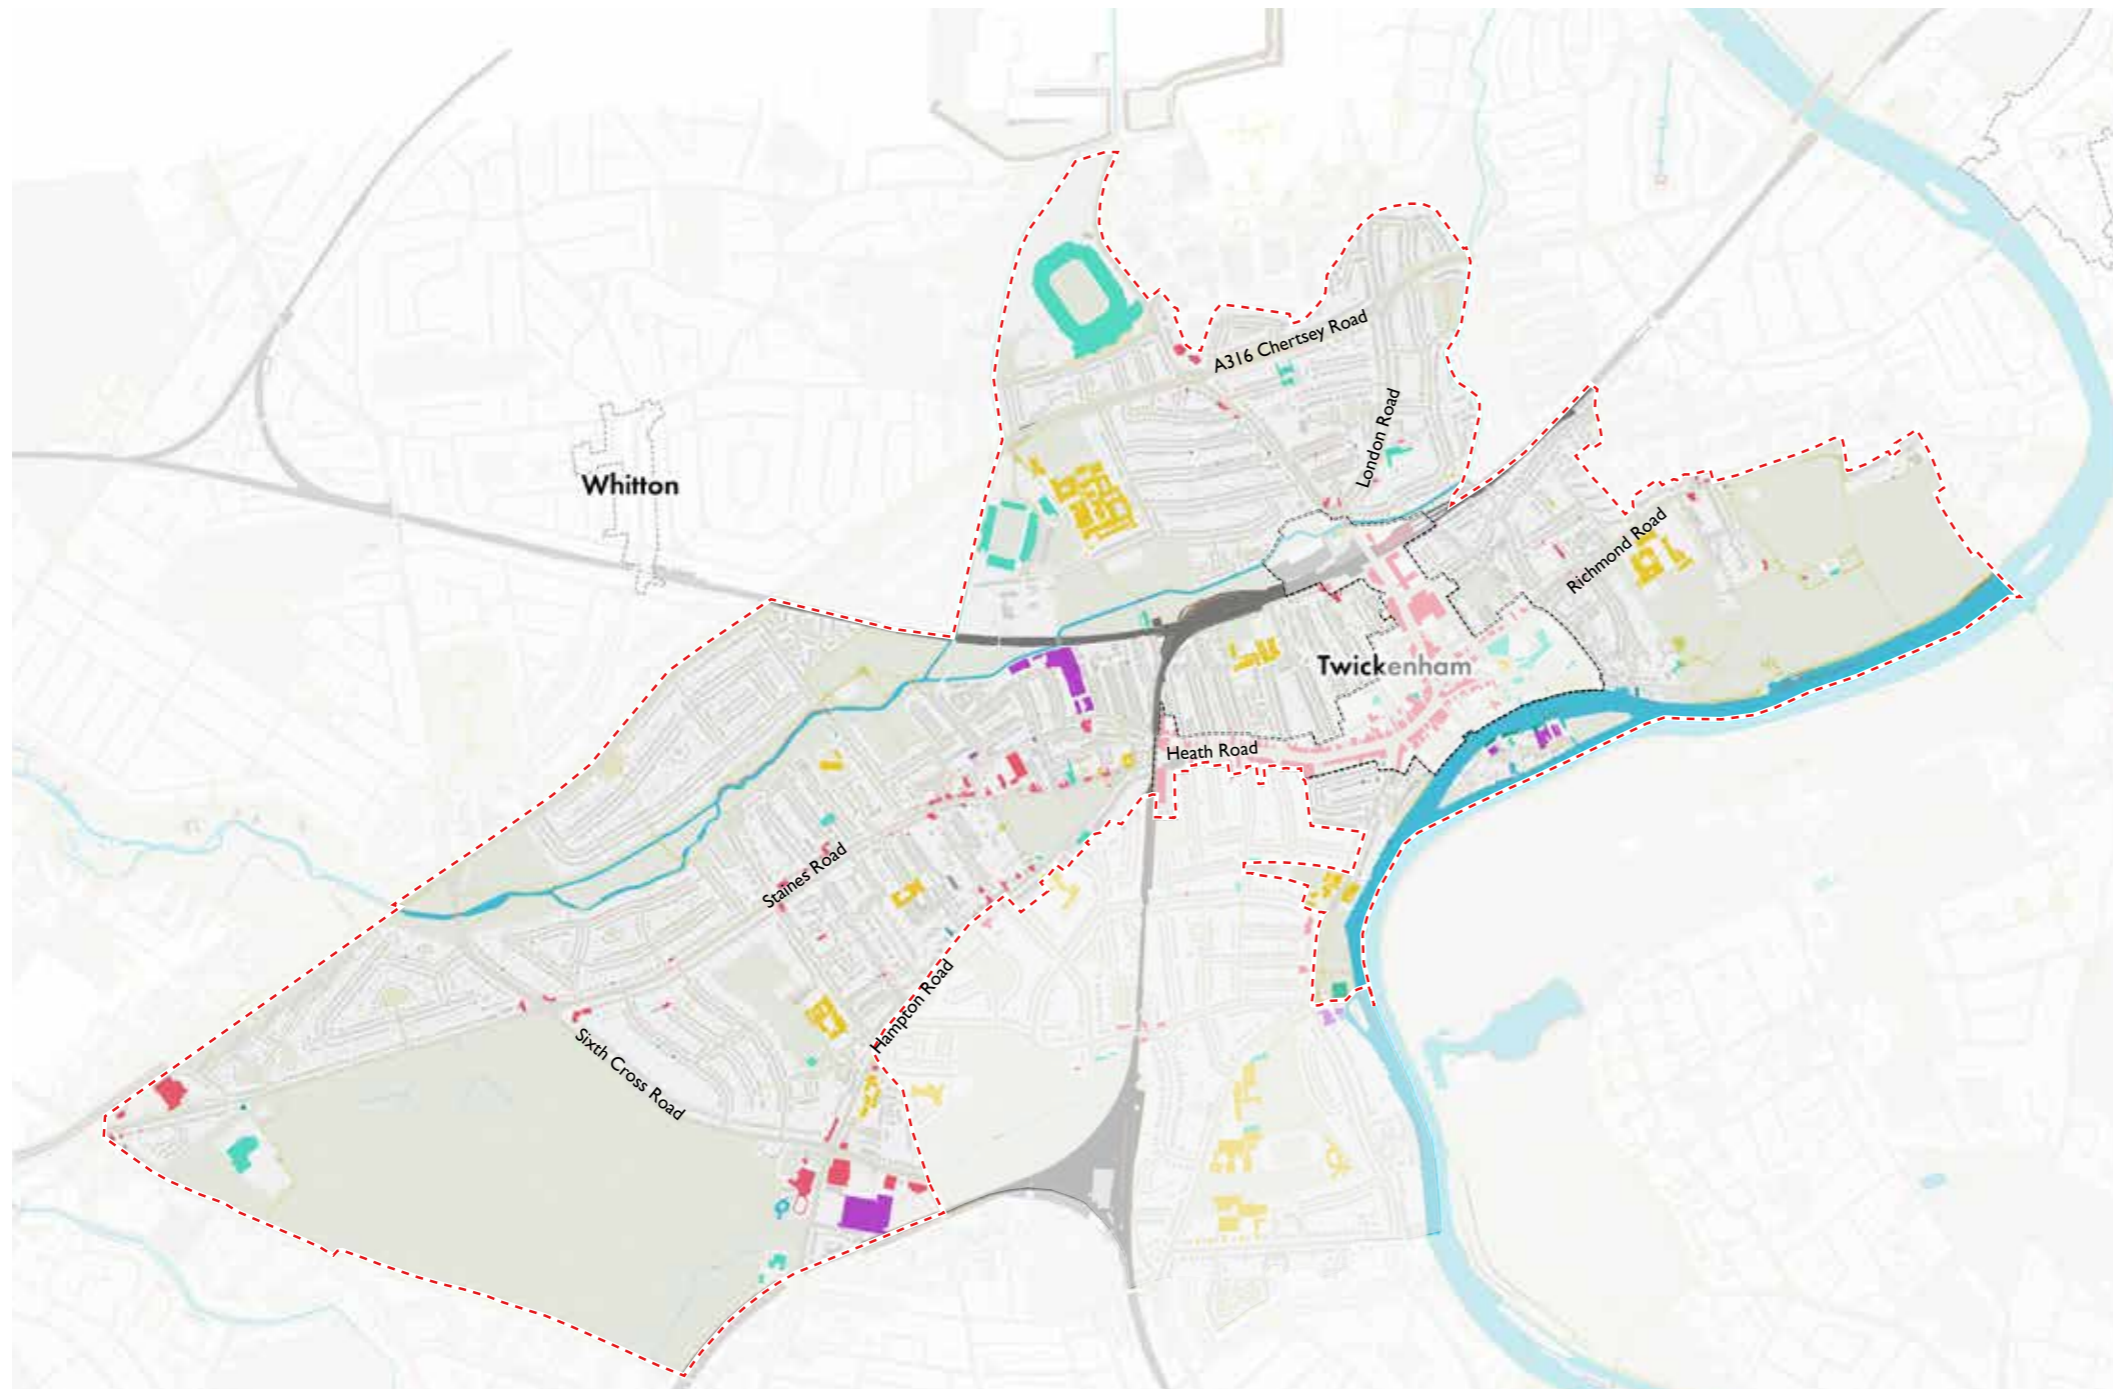 A316 Chertsey Road
London Road
Whitton
Richmond Road
Twickenham
Heath Road
Staines Road
Hampton Road
Sixth Cross Road